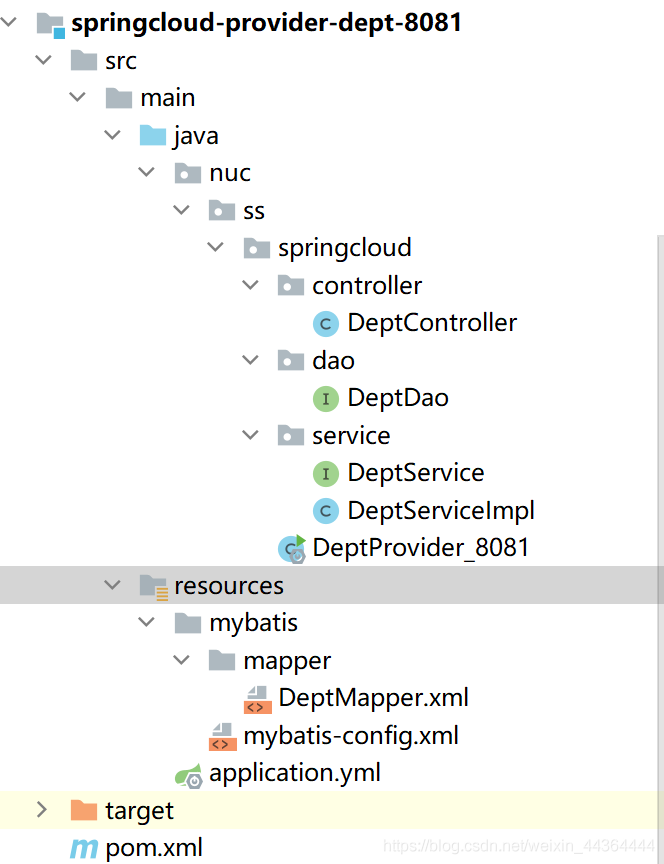 springcloud-provider-dept-8081
src
main
java
nuc
ss
springcloud
controller
C DeptController
dao
I DeptDao
service
I DeptService
C DeptServiceImpl
C DeptProvider_8081
resources
mybatis
mapper
<> DeptMapper.xml
<> mybatis-config.xml
application.yml
target
m pom.xml
https://blog.csdn.net/weixin_44364444